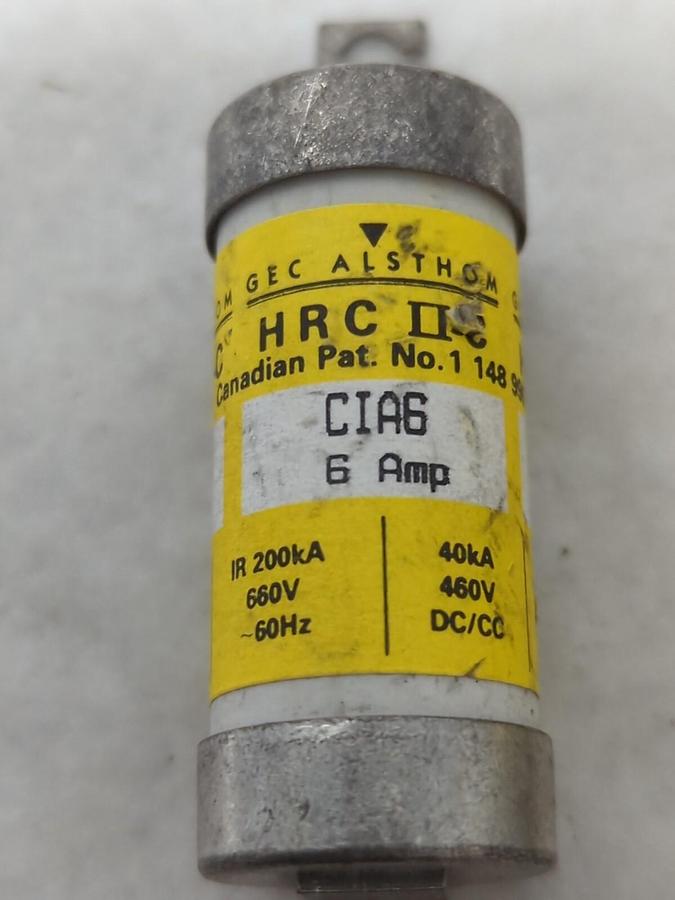 GEC ALSTHOM
HRC II-C
Canadian Pat. No. 1 148
CIA6
6 Amp
IR 200kA
660V
~60Hz
40kA
460V
DC/CC